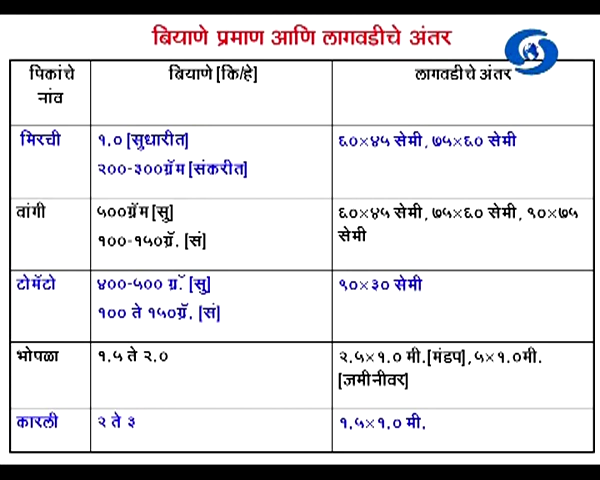 बियाणे प्रमाण आणि लागवडीचे अंतर
पिकांचे नांव
बियाणे [कि/हे]
लागवडीचे अंतर
मिरची
१.० [सुधारीत]
२००-३००ग्रॅम [संकरीत]
६०×४५ सेमी, ७५×६० सेमी
वांगी
५००ग्रॅम [सु]
१००-१५०ग्रॅ. [सं]
६०×४५ सेमी, ७५×६० सेमी, ९०×७५
सेमी
टोमॅटो
४००-५०० ग्रॅ [सु]
१०० ते १५०ग्रॅ. [सं]
९०×३० सेमी
भोपळा
१.५ ते २.०
२.५×१.० मी.[मंडप],५×१.०मी.
[जमीनीवर]
कारली
२ ते ३
१.५×१.० मी.